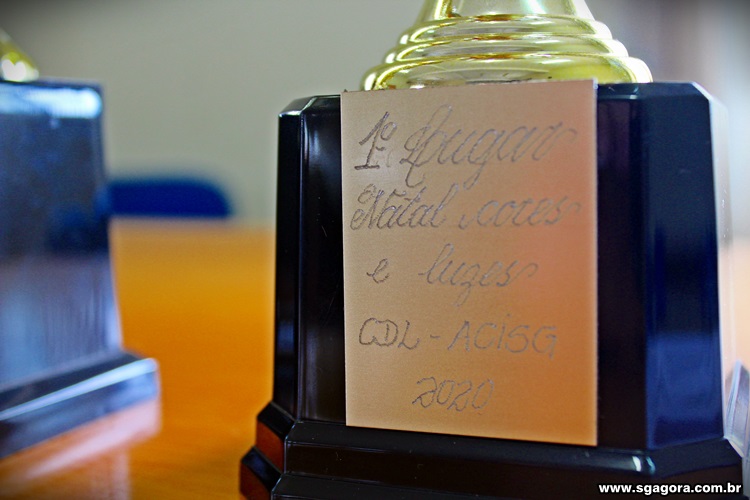 1º Lugar
Natal cores
e luzes
CDL - ACISG
2020
www.sgagora.com.br